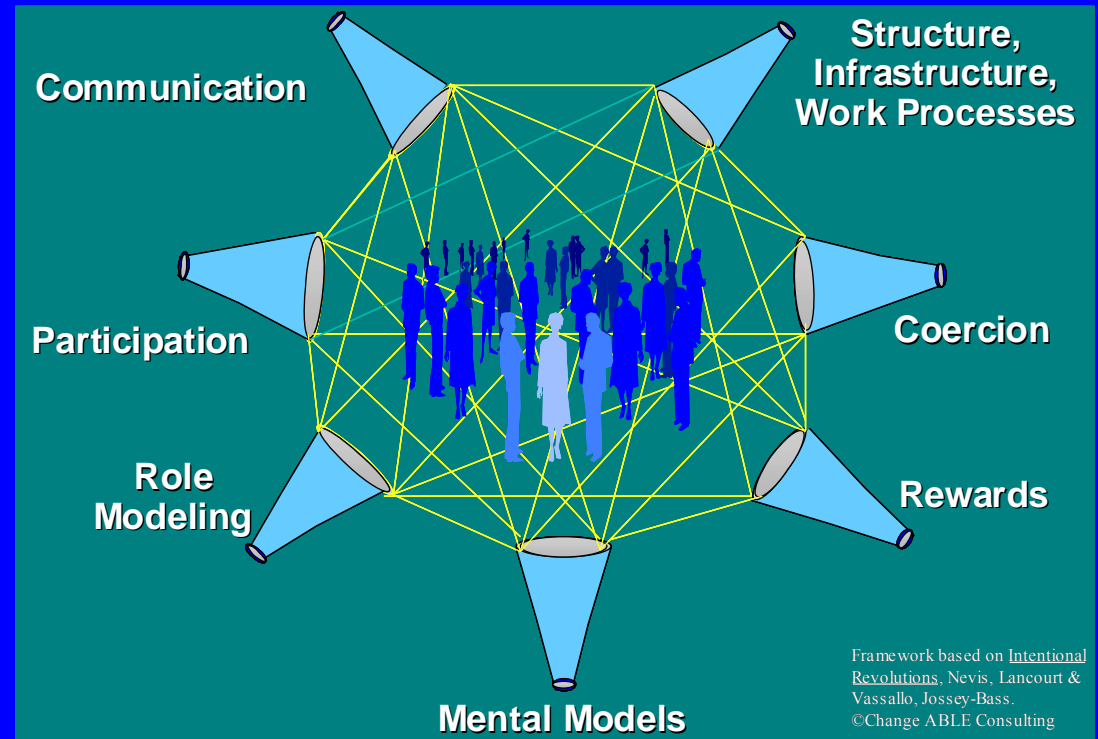 Communication
Structure,
Infrastructure,
Work Processes
Participation
Coercion
Role
Modeling
Rewards
Mental Models
Framework based on Intentional
Revolutions, Nevis, Lancourt &
Vassallo, Jossey-Bass.
©Change ABLE Consulting